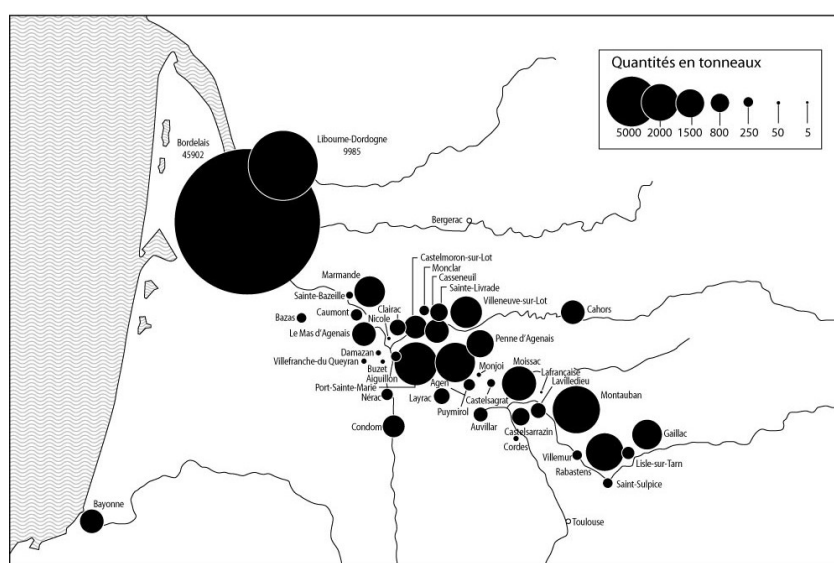 Quantités en tonneaux
5000 2000 1500 800 250 50 5
Libourne-Dordogne
9985
Bordelais
45902
Bergerac
Castelmoron-sur-Lot
Monclar
Casseneuil
Sainte-Livrade
Marmande
Sainte-Bazeille
Villeneuve-sur-Lot
Cahors
Clairac
Caumont
Nicole
Bazas
Le Mas d'Agenais
Penne d'Agenais
Damazan
Villefranche-du Queyran
Buzet
Aiguillon
Monjoi
Moissac
Lafrançaise
Lavilledieu
Port-Sainte-Marie
Agen
Nérac
Layrac
Castelsagrat
Puymirol
Montauban
Auvillar
Castelsarrazin
Condom
Gaillac
Cordes
Villemur
Lisle-sur-Tarn
Rabastens
Saint-Sulpice
Bayonne
Toulouse